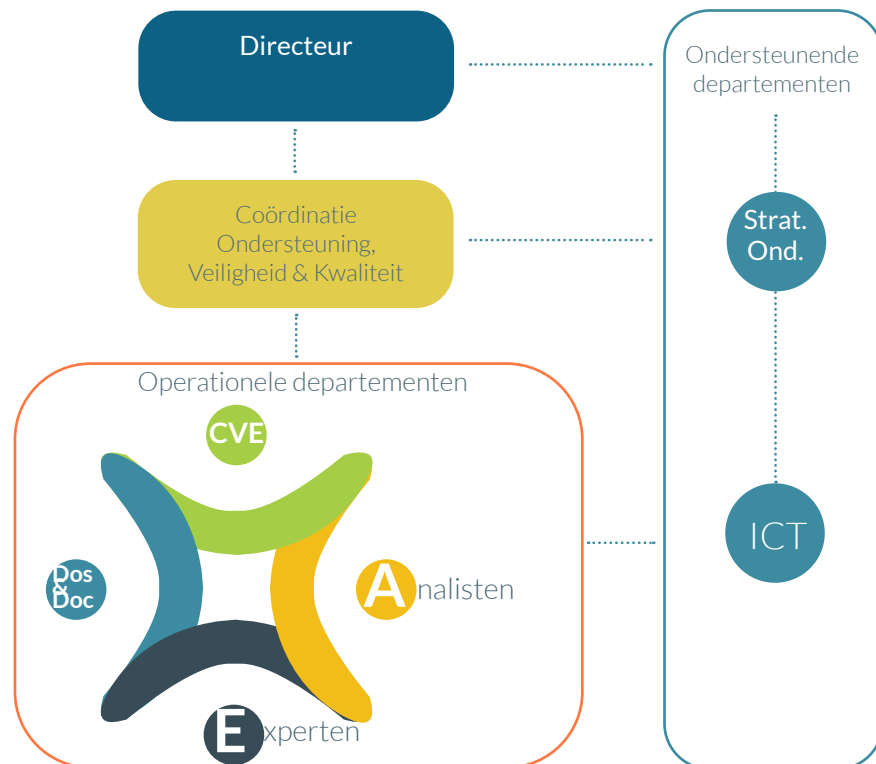 Directeur
Ondersteunende
departementen
Coördinatie
Ondersteuning,
Veiligheid & Kwaliteit
Strat.
Ond.
Operationele departementen
CVE
ICT
Dos
&
Doc
Analisten
Experten